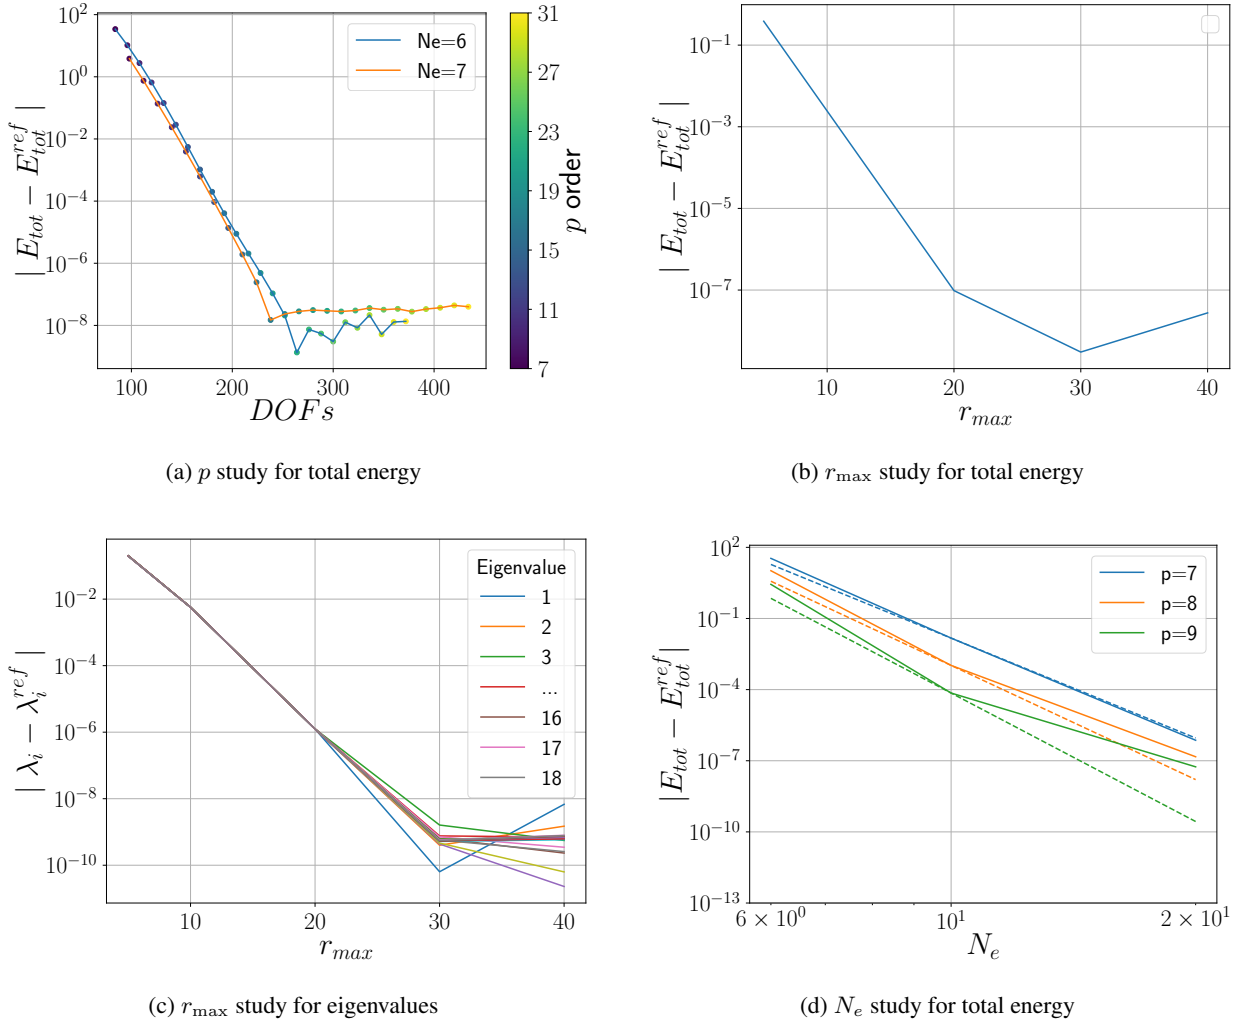 10^2
10^0
10^-2
10^-4
10^-6
10^-8
| E_tot − E_tot^ref |
100
200
300
400
DOFs
Ne=6
Ne=7
31
27
23
19
15
11
7
p order
(a) p study for total energy
10^-1
10^-3
10^-5
10^-7
| E_tot − E_tot^ref |
10
20
30
40
r_max
(b) r_max study for total energy
10^-2
10^-4
10^-6
10^-8
10^-10
| λ_i − λ_i^ref |
10
20
30
40
r_max
Eigenvalue
1
2
3
...
16
17
18
(c) r_max study for eigenvalues
10^2
10^-1
10^-4
10^-7
10^-10
10^-13
|E_tot − E_tot^ref |
6 × 10^0
10^1
2 × 10^1
N_e
p=7
p=8
p=9
(d) N_e study for total energy